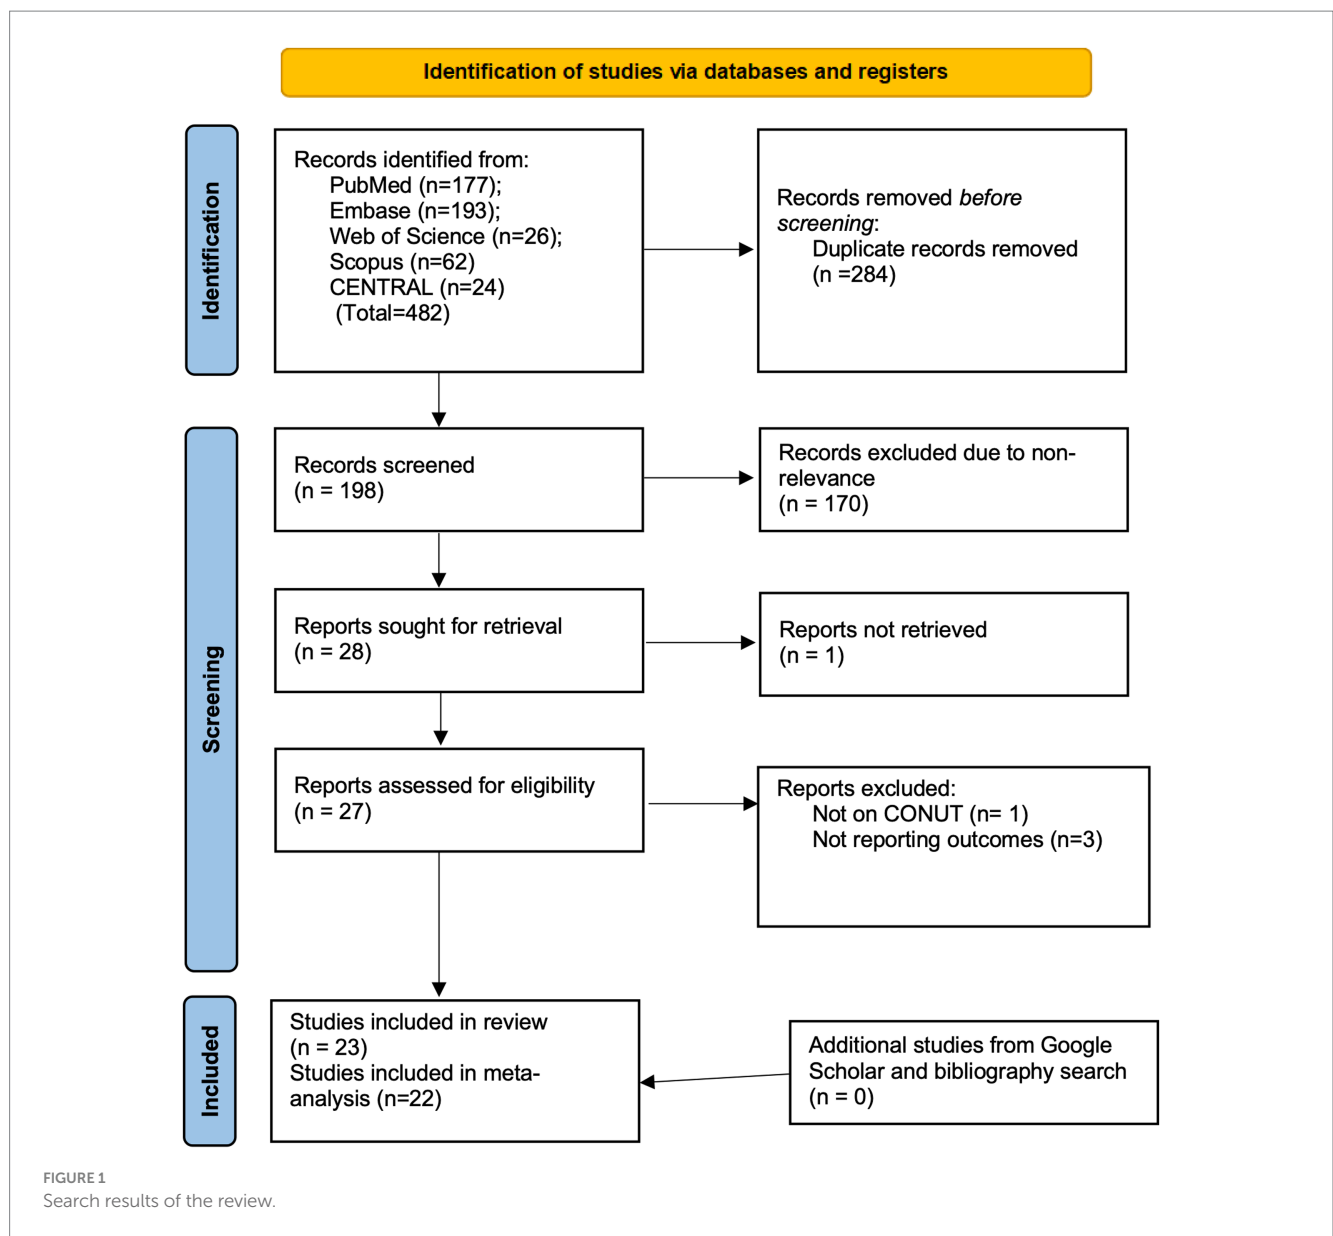 Identification of studies via databases and registers
Identification
Records identified from:
PubMed (n=177);
Embase (n=193);
Web of Science (n=26);
Scopus (n=62)
CENTRAL (n=24)
(Total=482)
Records removed before
screening:
Duplicate records removed
(n =284)
Screening
Records screened
(n = 198)
Records excluded due to non-
relevance
(n = 170)
Reports sought for retrieval
(n = 28)
Reports not retrieved
(n = 1)
Reports assessed for eligibility
(n = 27)
Reports excluded:
Not on CONUT (n= 1)
Not reporting outcomes (n=3)
Included
Studies included in review
(n = 23)
Studies included in meta-
analysis (n=22)
Additional studies from Google
Scholar and bibliography search
(n = 0)
FIGURE 1
Search results of the review.